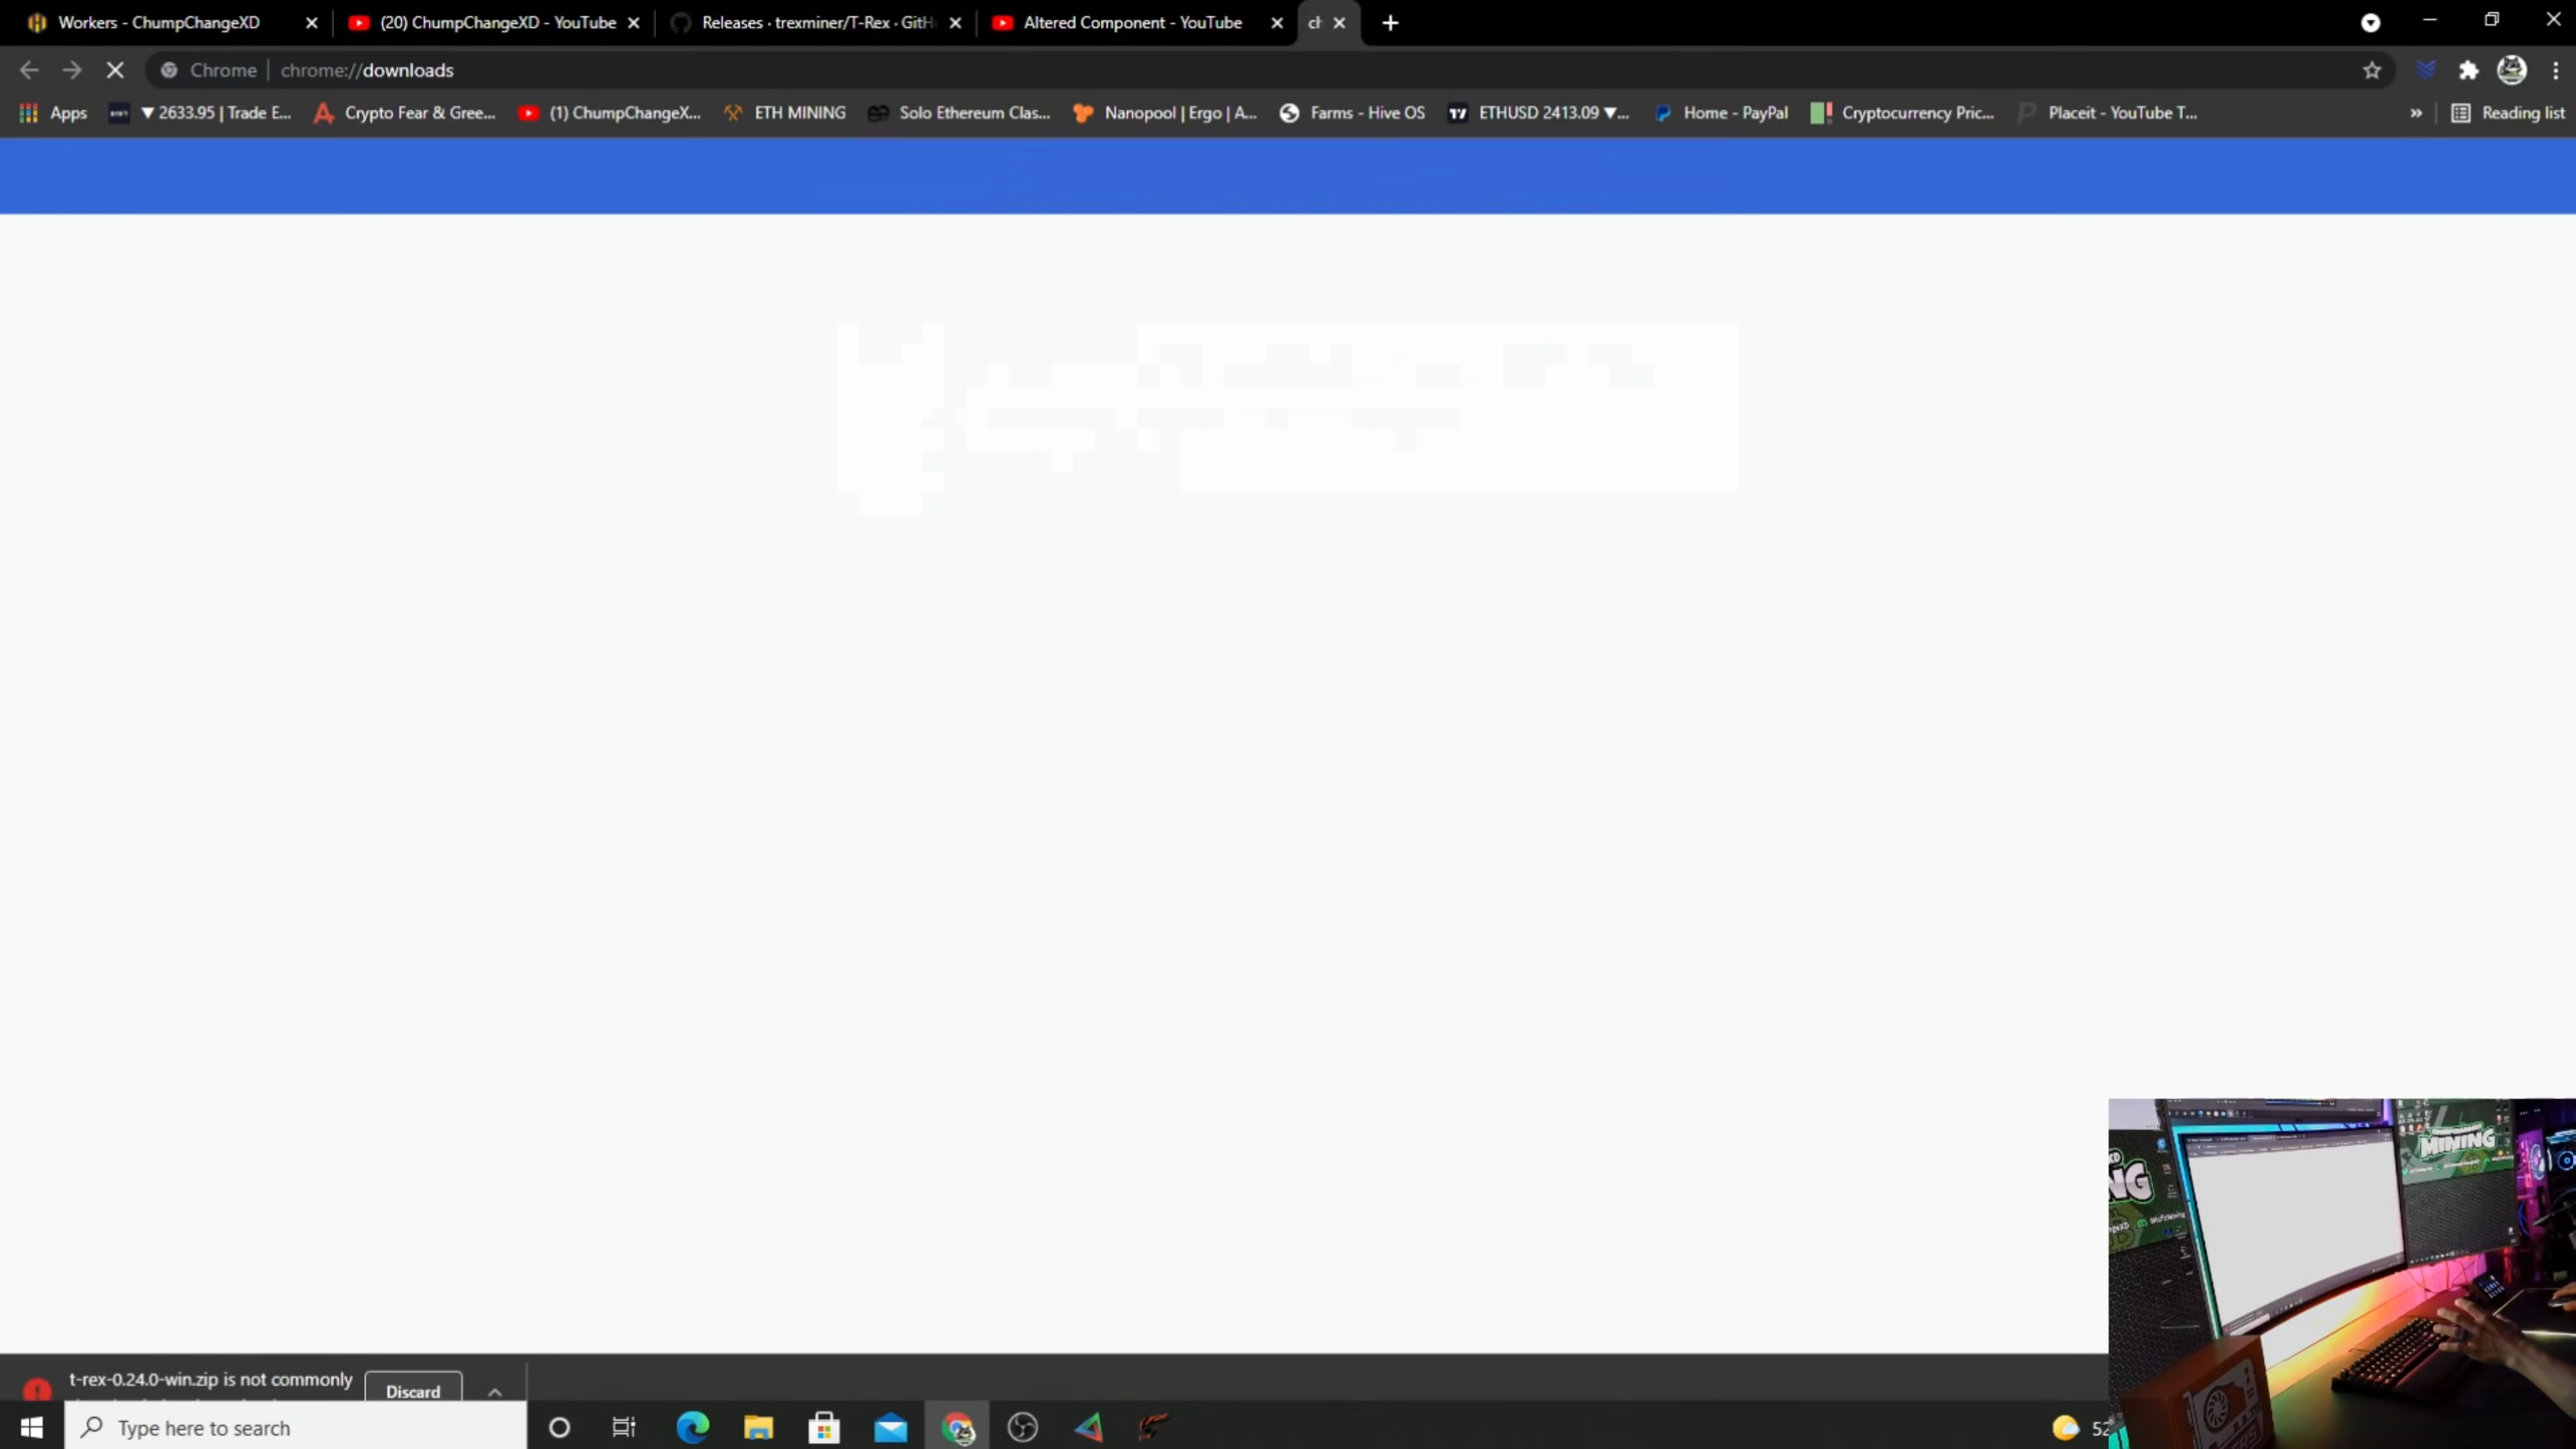 Workers - ChumpChangeXD
(20) ChumpChangeXD - YouTube
Releases · trexminer/T-Rex · GitH
Altered Component - YouTube
ch
Chrome | chrome://downloads
Apps
▼ 2633.95 | Trade E...
Crypto Fear & Gree...
(1) ChumpChangeX...
ETH MINING
Solo Ethereum Clas...
Nanopool | Ergo | A...
Farms - Hive OS
ETHUSD 2413.09 ▼...
Home - PayPal
Cryptocurrency Pric...
Placeit - YouTube T...
»
Reading list
MINING
NG
t-rex-0.24.0-win.zip is not commonly
Discard
Type here to search
52